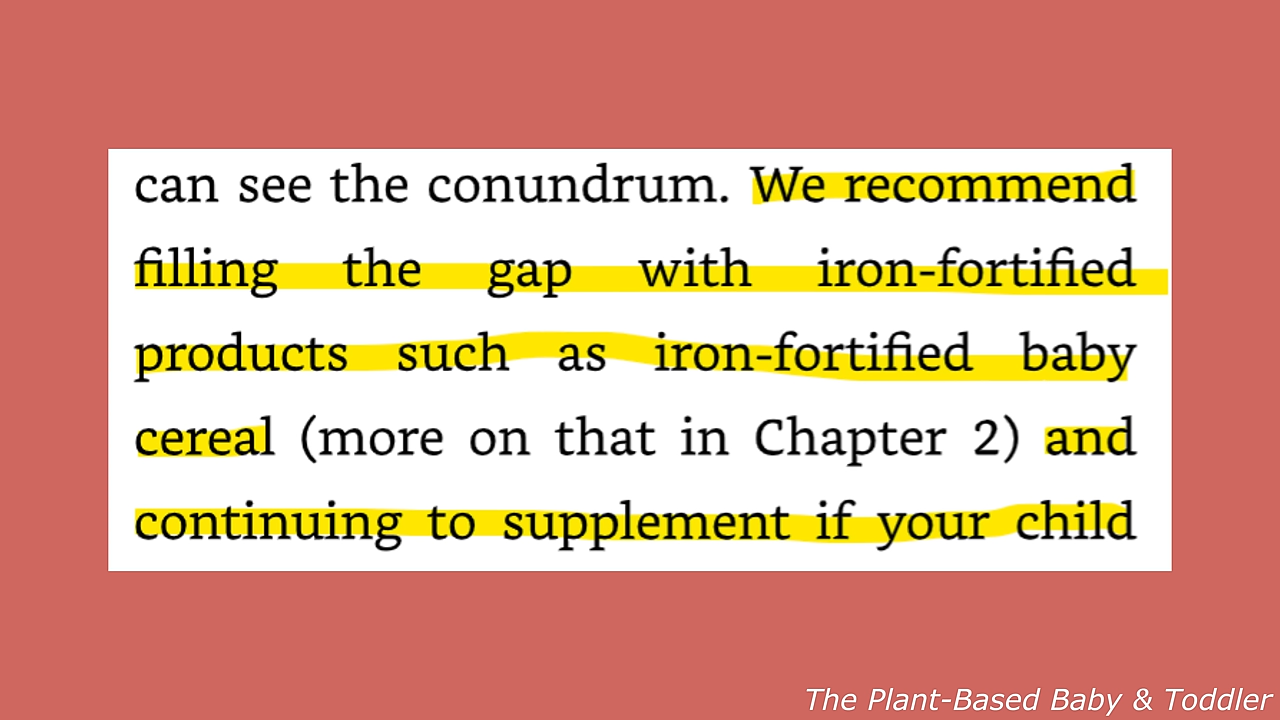 can see the conundrum. We recommend
filling the gap with iron-fortified
products such as iron-fortified baby
cereal (more on that in Chapter 2) and
continuing to supplement if your child
The Plant-Based Baby & Toddler